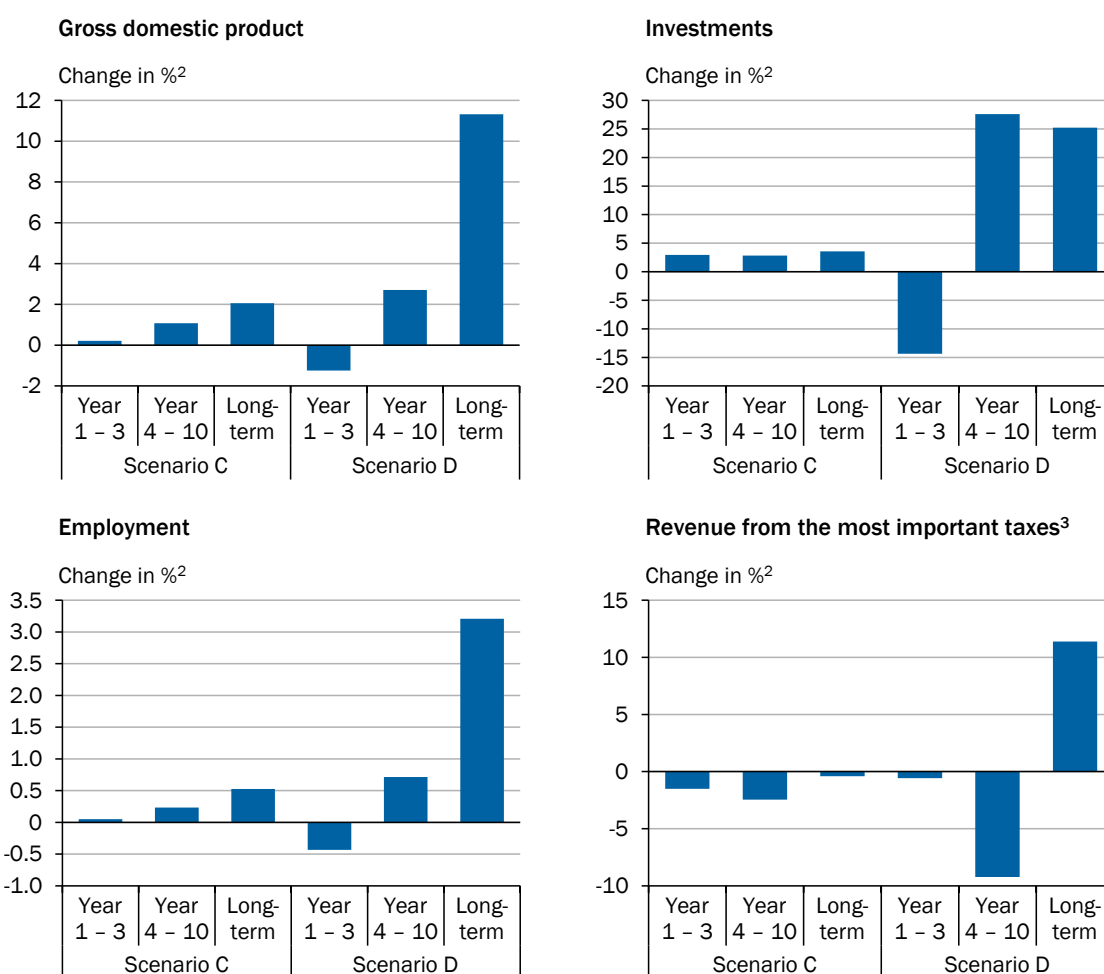 Gross domestic product
Change in %²
12
10
8
6
4
2
0
-2
Year 1 – 3
Year 4 – 10
Long-term
Year 1 – 3
Year 4 – 10
Long-term
Scenario C
Scenario D
Investments
Change in %²
30
25
20
15
10
5
0
-5
-10
-15
-20
Year 1 – 3
Year 4 – 10
Long-term
Year 1 – 3
Year 4 – 10
Long-term
Scenario C
Scenario D
Employment
Change in %²
3.5
3.0
2.5
2.0
1.5
1.0
0.5
0
-0.5
-1.0
Year 1 – 3
Year 4 – 10
Long-term
Year 1 – 3
Year 4 – 10
Long-term
Scenario C
Scenario D
Revenue from the most important taxes³
Change in %²
15
10
5
0
-5
-10
Year 1 – 3
Year 4 – 10
Long-term
Year 1 – 3
Year 4 – 10
Long-term
Scenario C
Scenario D